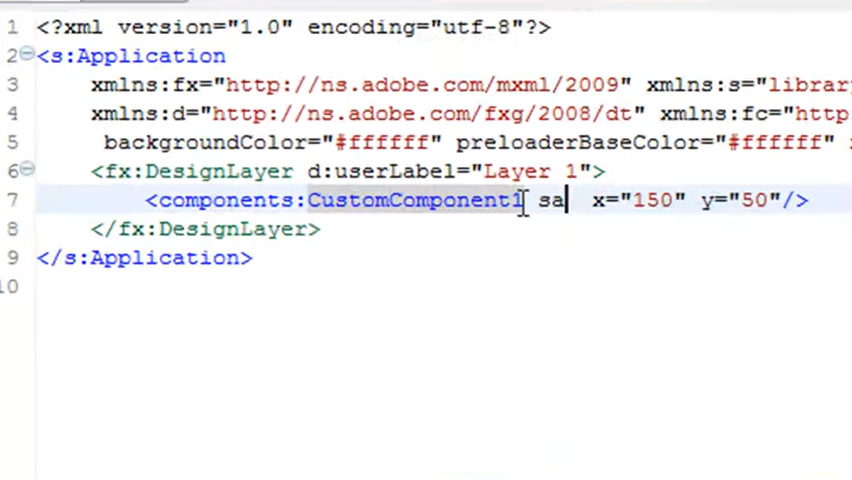 1 <?xml version="1.0" encoding="utf-8"?>
2 <s:Application
3 xmlns:fx="http://ns.adobe.com/mxml/2009" xmlns:s="library
4 xmlns:d="http://ns.adobe.com/fxg/2008/dt" xmlns:fc="http
5 backgroundColor="#ffffff" preloaderBaseColor="#ffffff"
6 <fx:DesignLayer d:userLabel="Layer 1">
7 <components:CustomComponent1 sa x="150" y="50"/>
8 </fx:DesignLayer>
9 </s:Application>
10